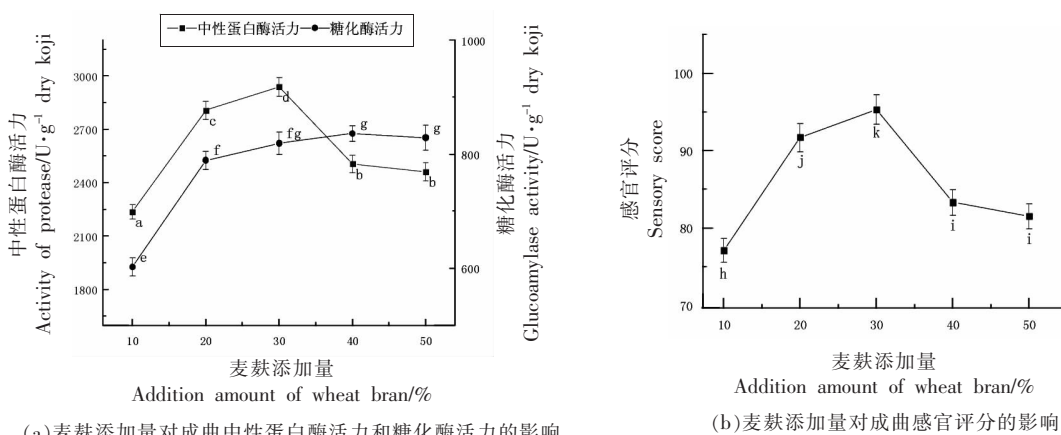 中性蛋白酶活力 糖化酶活力
中性蛋白酶活力
Activity of protease/U·g⁻¹ dry koji
3000
2700
2400
2100
1800
a
c
d
b
b
e
f
fg
g
g
1000
800
600
糖化酶活力
Glucoamylase activity/U·g⁻¹ dry koji
10 20 30 40 50
麦麸添加量
Addition amount of wheat bran/%
(a)麦麸添加量对成曲中性蛋白酶活力和糖化酶活力的影响
感官评分
Sensory score
100
90
80
70
h
j
k
i
i
10 20 30 40 50
麦麸添加量
Addition amount of wheat bran/%
(b)麦麸添加量对成曲感官评分的影响